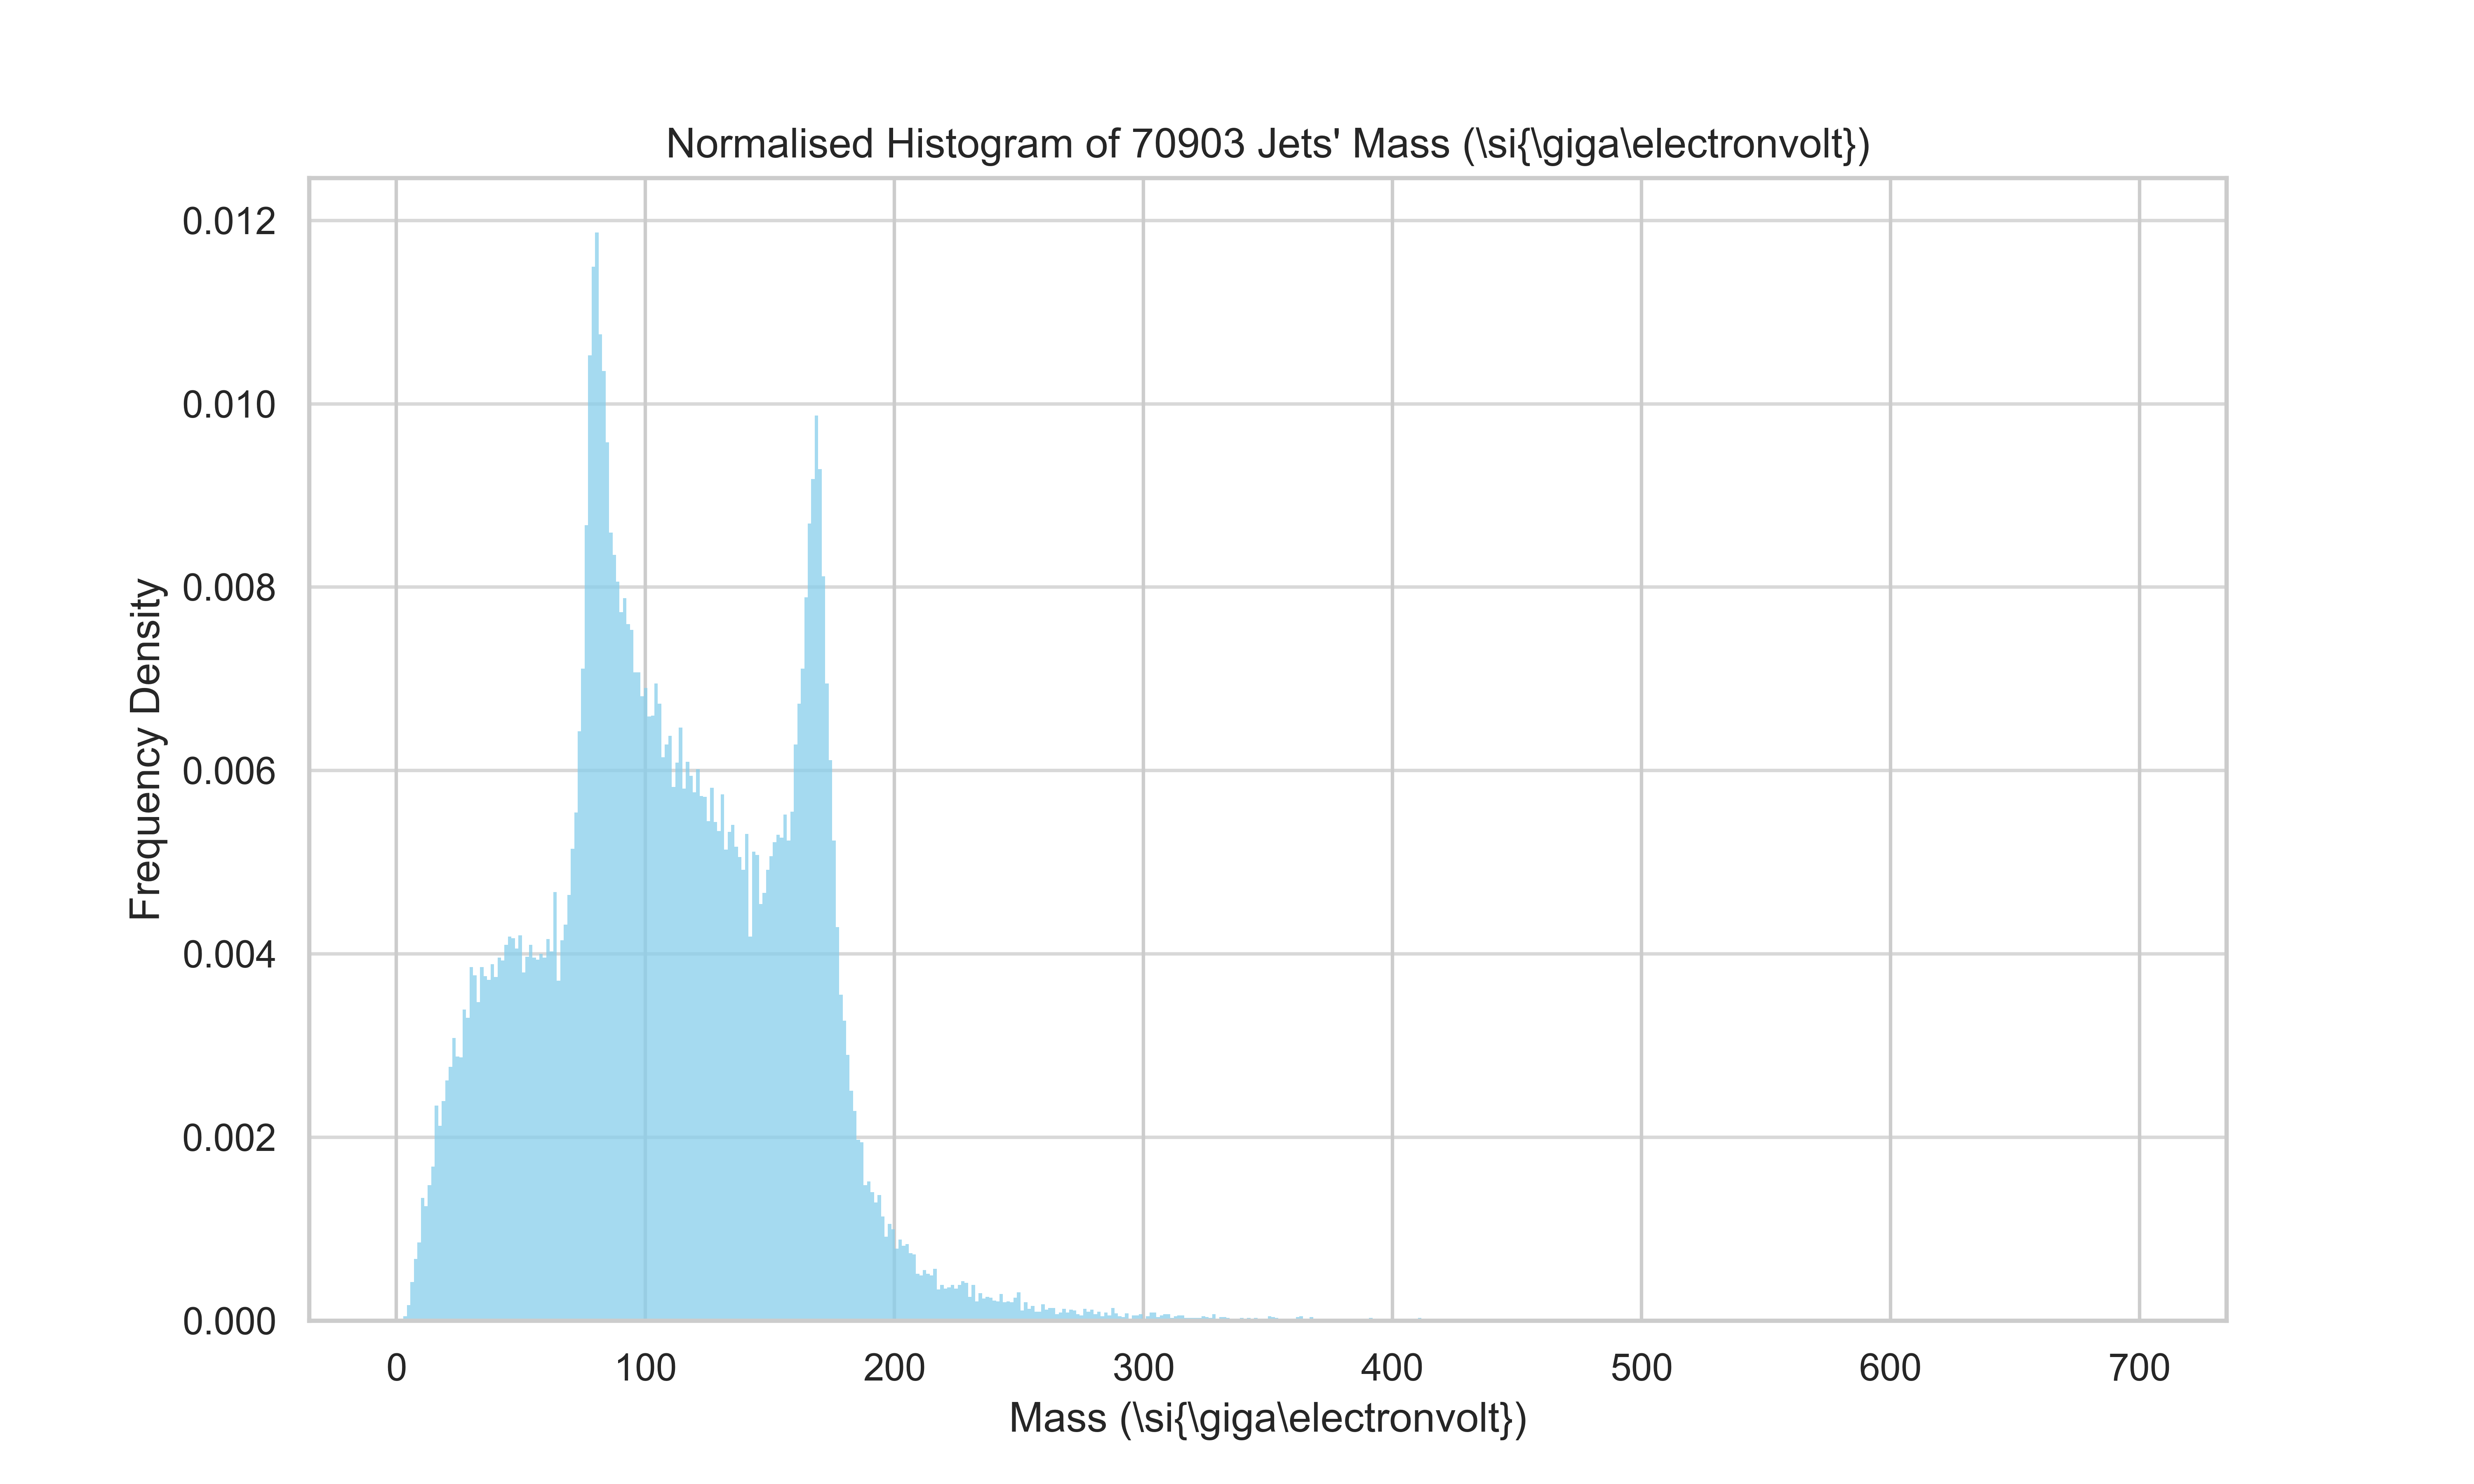 Normalised Histogram of 70903 Jets' Mass (\si{\giga\electronvolt})
0.012
0.010
0.008
0.006
0.004
0.002
0.000
Frequency Density
0 100 200 300 400 500 600 700
Mass (\si{\giga\electronvolt})